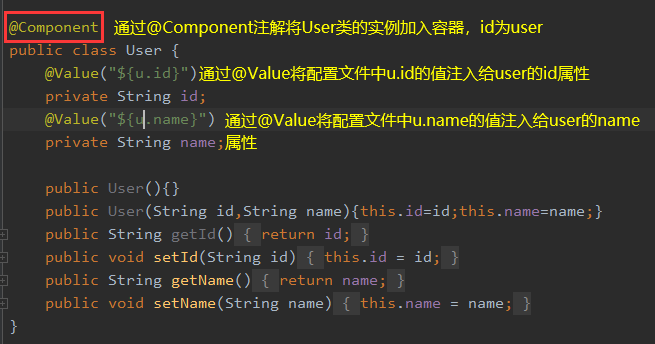 @Component 通过@Component注解将User类的实例加入容器，id为user
public class User {
@Value("${u.id}")通过@Value将配置文件中u.id的值注入给user的id属性
private String id;
@Value("${u.name}") 通过@Value将配置文件中u.name的值注入给user的name
private String name;属性
public User(){}
public User(String id,String name){this.id=id;this.name=name;}
public String getId() { return id; }
public void setId(String id) { this.id = id; }
public String getName() { return name; }
public void setName(String name) { this.name = name; }
}